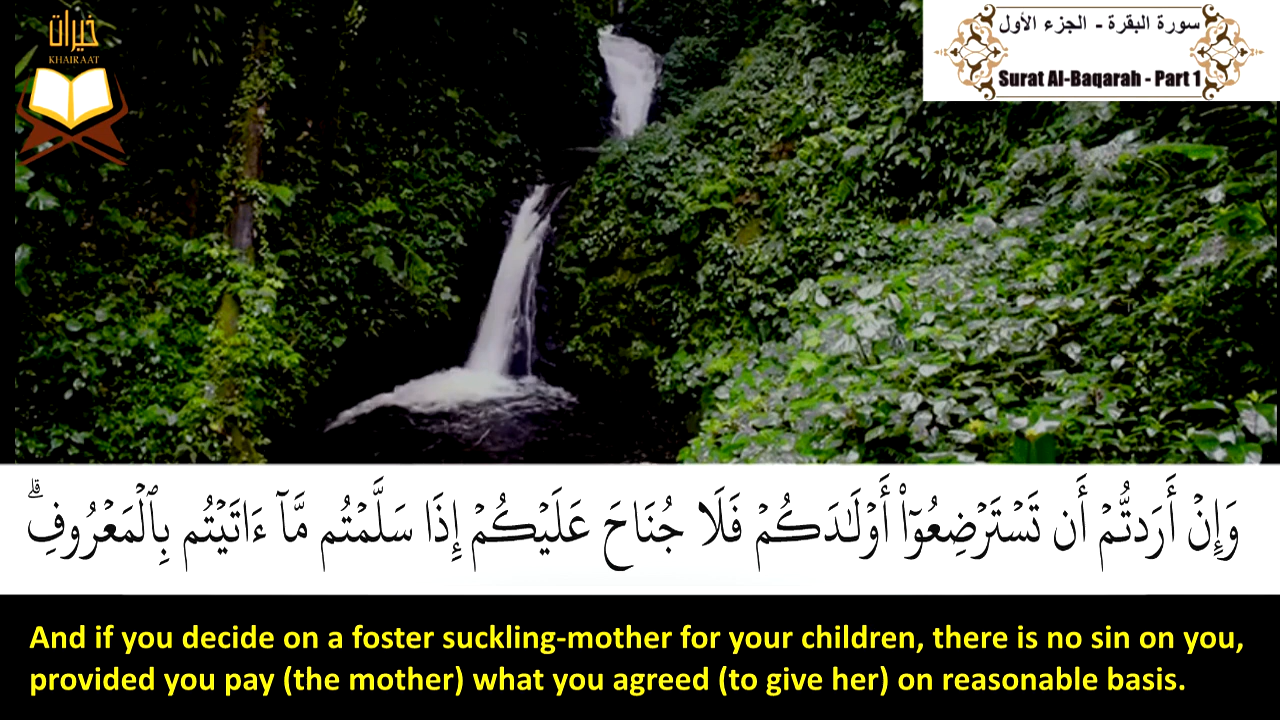 خيرات
KHAIRAAT
سورة البقرة - الجزء الأول
Surat Al-Baqarah - Part 1
وَإِنْ أَرَدتُّمْ أَن تَسْتَرْضِعُوٓا۟ أَوْلَـٰدَكُمْ فَلَا جُنَاحَ عَلَيْكُمْ إِذَا سَلَّمْتُم مَّآ ءَاتَيْتُم بِٱلْمَعْرُوفِ ۗ
And if you decide on a foster suckling-mother for your children, there is no sin on you,
provided you pay (the mother) what you agreed (to give her) on reasonable basis.